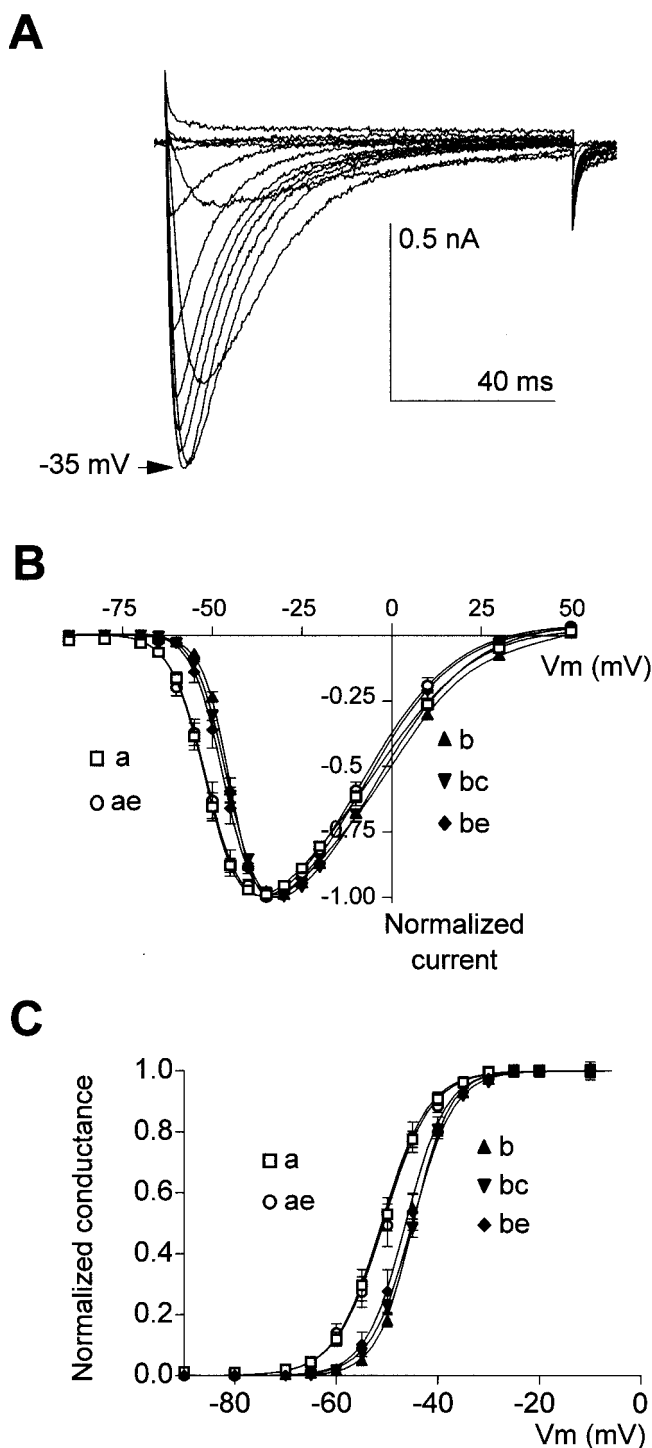 A
0.5 nA
40 ms
-35 mV
B
-75 -50 -25 0 25 50
Vm (mV)
-0.25
-0.5
-0.75
-1.00
a
ae
b
bc
be
Normalized
current
C
Normalized conductance
1.0
0.8
0.6
0.4
0.2
0.0
a
ae
b
bc
be
-80 -60 -40 -20 0
Vm (mV)